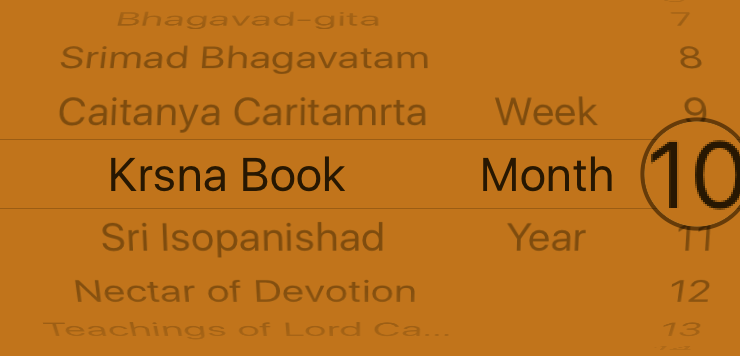 Bhagavad-gita 7
Srimad Bhagavatam 8
Caitanya Caritamrta Week 9
Krsna Book Month 10
Sri Isopanishad Year 11
Nectar of Devotion 12
Teachings of Lord Ca... 13